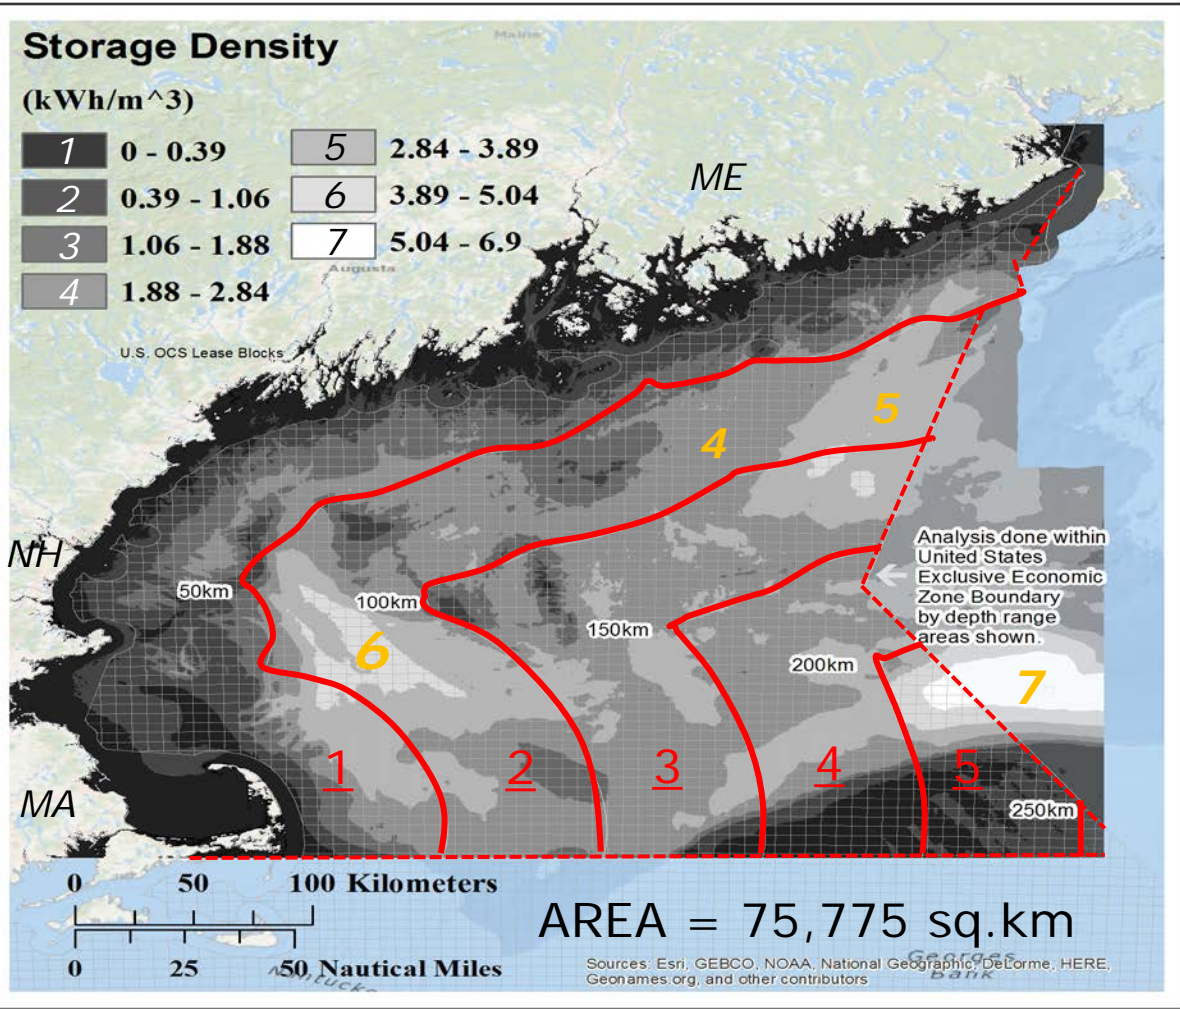 Maine
Storage Density
(kWh/m^3)
1 0 - 0.39
2 0.39 - 1.06
3 1.06 - 1.88
4 1.88 - 2.84
5 2.84 - 3.89
6 3.89 - 5.04
7 5.04 - 6.9
Augusta
U.S. OCS Lease Blocks
ME
NH
MA
5
4
6
7
50km
100km
150km
200km
250km
Analysis done within
United States
Exclusive Economic
Zone Boundary
by depth range
areas shown.
1 2 3 4 5
0 50 100 Kilometers
0 25 50 Nautical Miles
AREA = 75,775 sq.km
Georges
Bank
Sources: Esri, GEBCO, NOAA, National Geographic, DeLorme, HERE,
Geonames.org, and other contributors